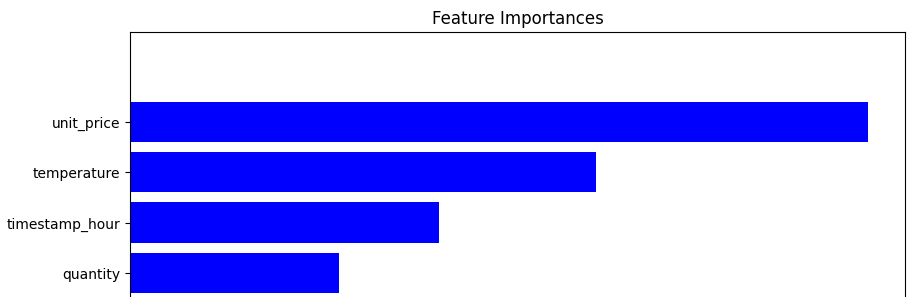 Feature Importances
unit_price
temperature
timestamp_hour
quantity